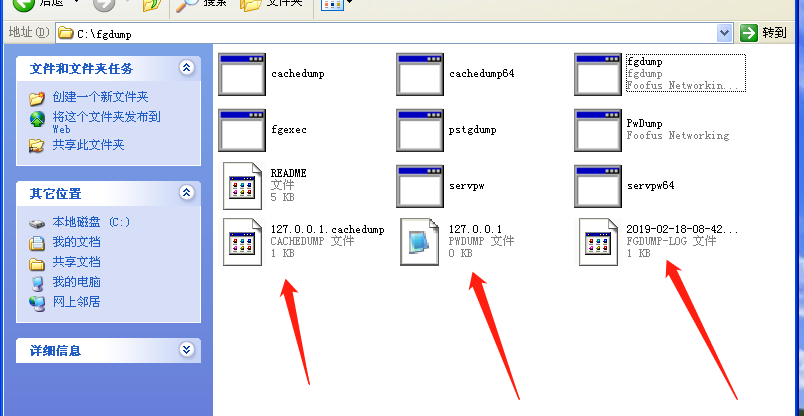 后退
搜索
文件夹
地址(D)
C:\fgdump
转到
文件和文件夹任务
创建一个新文件夹
将这个文件夹发布到
Web
共享此文件夹
其它位置
本地磁盘 (C:)
我的文档
共享文档
我的电脑
网上邻居
详细信息
cachedump
cachedump64
fgdump
fgdump
Foofus Networkin...
fgexec
pstgdump
PwDump
Foofus Networking
README
文件
5 KB
servpw
servpw64
127.0.0.1.cachedump
CACHEDUMP 文件
1 KB
127.0.0.1
PWDUMP 文件
0 KB
2019-02-18-08-42...
FGDUMP-LOG 文件
1 KB